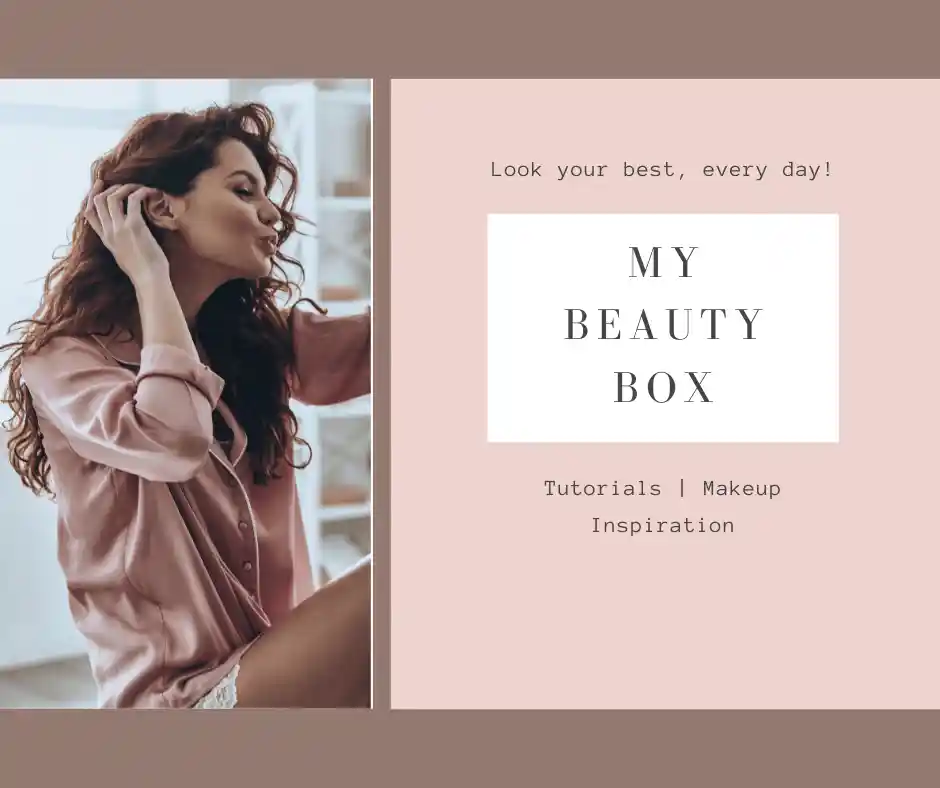 Look your best, every day!
MY
BEAUTY
BOX
Tutorials | Makeup
Inspiration